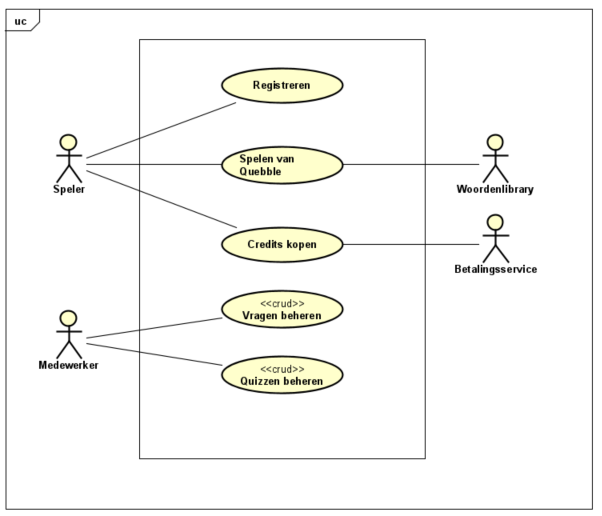 uc
Registreren
Spelen van
Quebble
Speler
Woordenlibrary
Credits kopen
Betalingsservice
<<crud>>
Vragen beheren
Medewerker
<<crud>>
Quizzen beheren